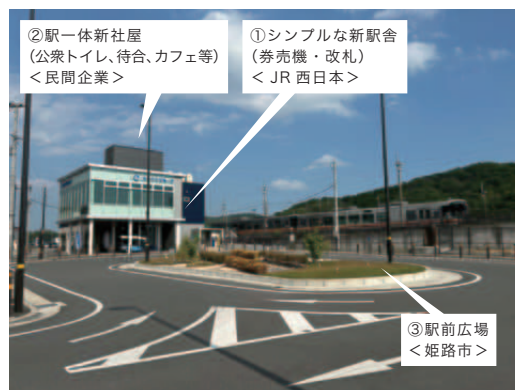 ②駅一体新社屋
(公衆トイレ、待合、カフェ等)
<民間企業>
①シンプルな新駅舎
(券売機・改札)
< JR 西日本>
③駅前広場
<姫路市>